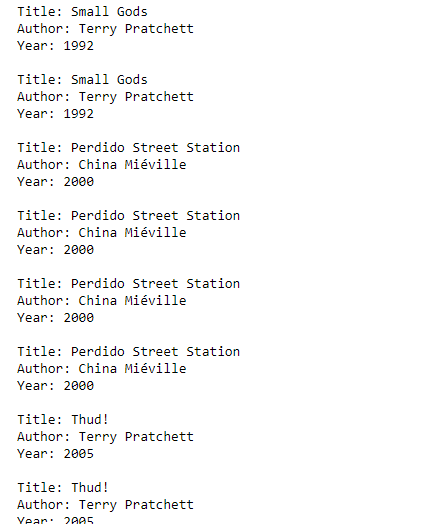 Title: Small Gods
Author: Terry Pratchett
Year: 1992
Title: Small Gods
Author: Terry Pratchett
Year: 1992
Title: Perdido Street Station
Author: China Miéville
Year: 2000
Title: Perdido Street Station
Author: China Miéville
Year: 2000
Title: Perdido Street Station
Author: China Miéville
Year: 2000
Title: Perdido Street Station
Author: China Miéville
Year: 2000
Title: Thud!
Author: Terry Pratchett
Year: 2005
Title: Thud!
Author: Terry Pratchett
Year: 2005